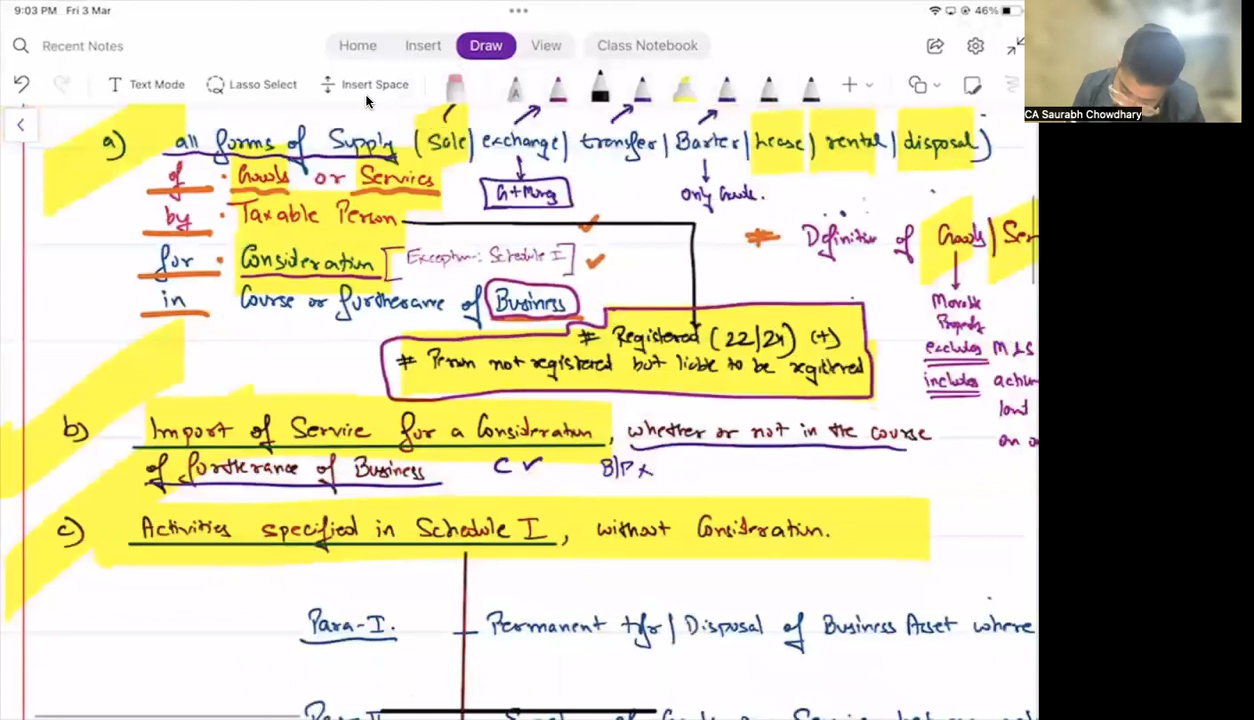 9:03 PM Fri 3 Mar
46%
Recent Notes
Home Insert Draw View Class Notebook
Text Mode Lasso Select Insert Space
CA Saurabh Chowdhary
a) all forms of Supply (Sale| exchange| transfer| Barter| Lease| rental| disposal)
of • Goods or Services
only Goods.
by • Taxable Person
Definition of Goods|
for • Consideration [Exception: Schedule I]
in Course or furtherance of Business
Movable
Property
excludes M&S
includes
# Registered (22/24) (+)
# Person not registered but liable to be registered
b) Import of Service for a Consideration, whether or not in the course
of furtherance of Business C ✓ B/P x
c) Activities specified in Schedule I, without Consideration.
Para-I. Permanent tfr| Disposal of Business Asset where